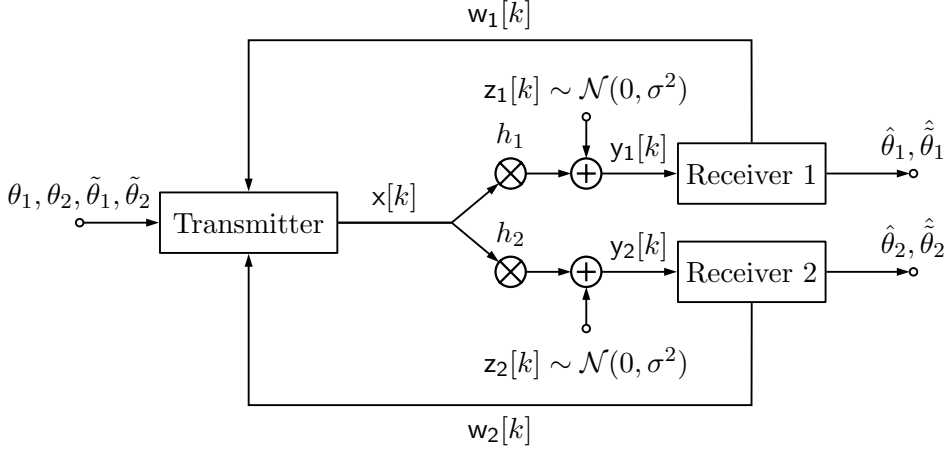 w₁[k]
z₁[k] ∼ 𝒩(0, σ²)
h₁
y₁[k]
Receiver 1
θ̂₁, θ̃̂₁
θ₁, θ₂, θ̃₁, θ̃₂
Transmitter
x[k]
h₂
y₂[k]
Receiver 2
θ̂₂, θ̃̂₂
z₂[k] ∼ 𝒩(0, σ²)
w₂[k]